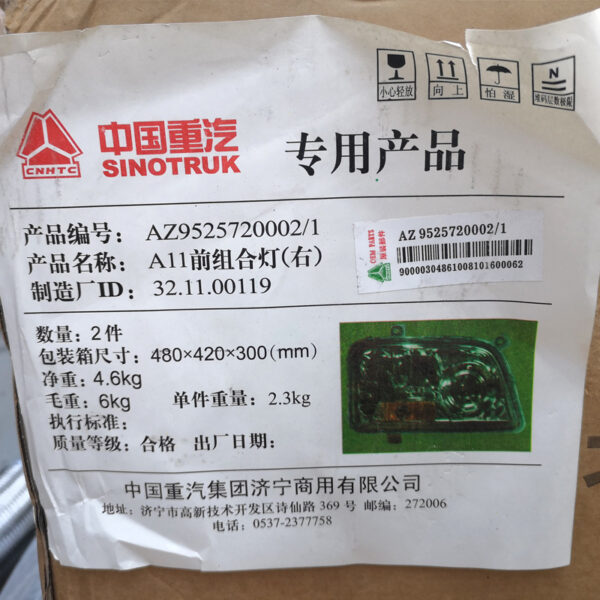 小心轻放
向上
怕湿
N
堆码层数极限
CNHTC
中国重汽
SINOTRUK
专用产品
产品编号： AZ9525720002/1
产品名称： A11前组合灯(右)
制造厂ID： 32.11.00119
AZ 9525720002/1
90000304861008101600062
数量：2件
包装箱尺寸：480×420×300(mm)
净重：4.6kg
毛重：6kg 单件重量：2.3kg
执行标准：
质量等级：合格 出厂日期：
中国重汽集团济宁商用有限公司
地址：济宁市高新技术开发区诗仙路 369 号 邮编：272006
电话：0537-2377758